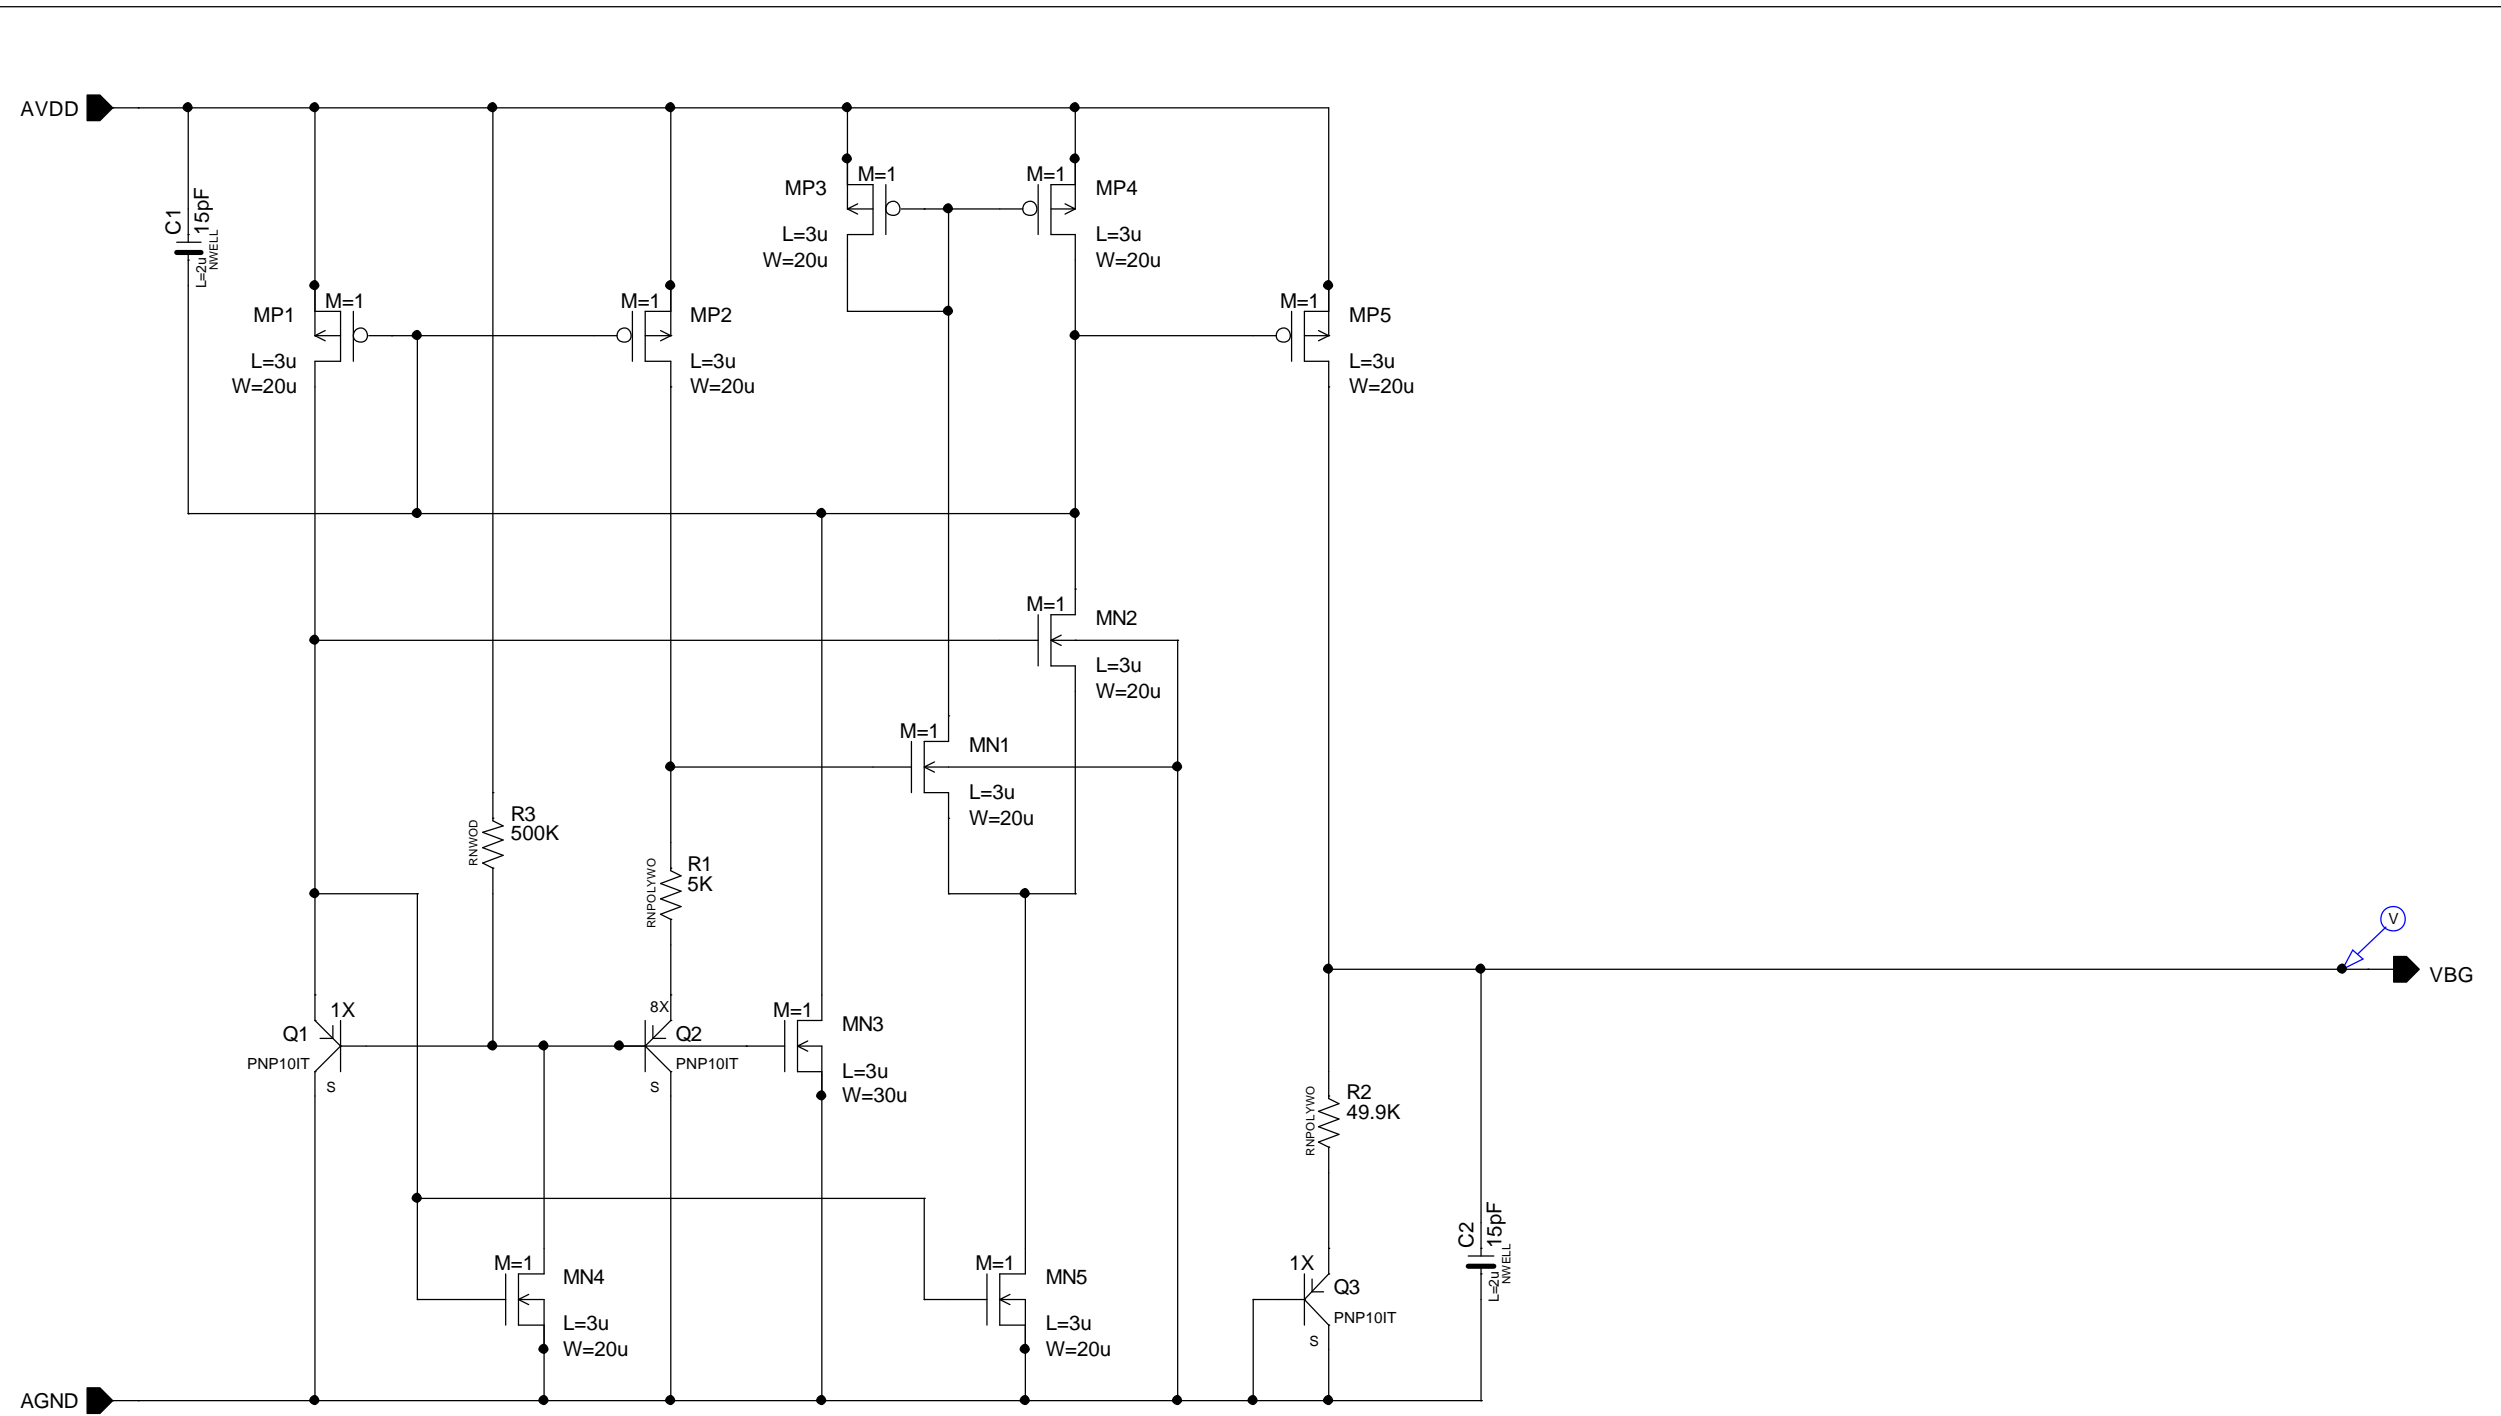 AVDD
C1
15pF
L=2u
NWELL
M=1
MP1
L=3u
W=20u
M=1
MP2
L=3u
W=20u
M=1
MP3
L=3u
W=20u
M=1
MP4
L=3u
W=20u
M=1
MP5
L=3u
W=20u
M=1
MN2
L=3u
W=20u
M=1
MN1
L=3u
W=20u
R3
500K
RNWOD
R1
5K
RNPOLYWO
1X
Q1
PNP10IT
S
8X
Q2
PNP10IT
S
M=1
MN3
L=3u
W=30u
V
VBG
R2
49.9K
RNPOLYWO
M=1
MN4
L=3u
W=20u
M=1
MN5
L=3u
W=20u
1X
Q3
PNP10IT
S
C2
15pF
L=2u
NWELL
AGND